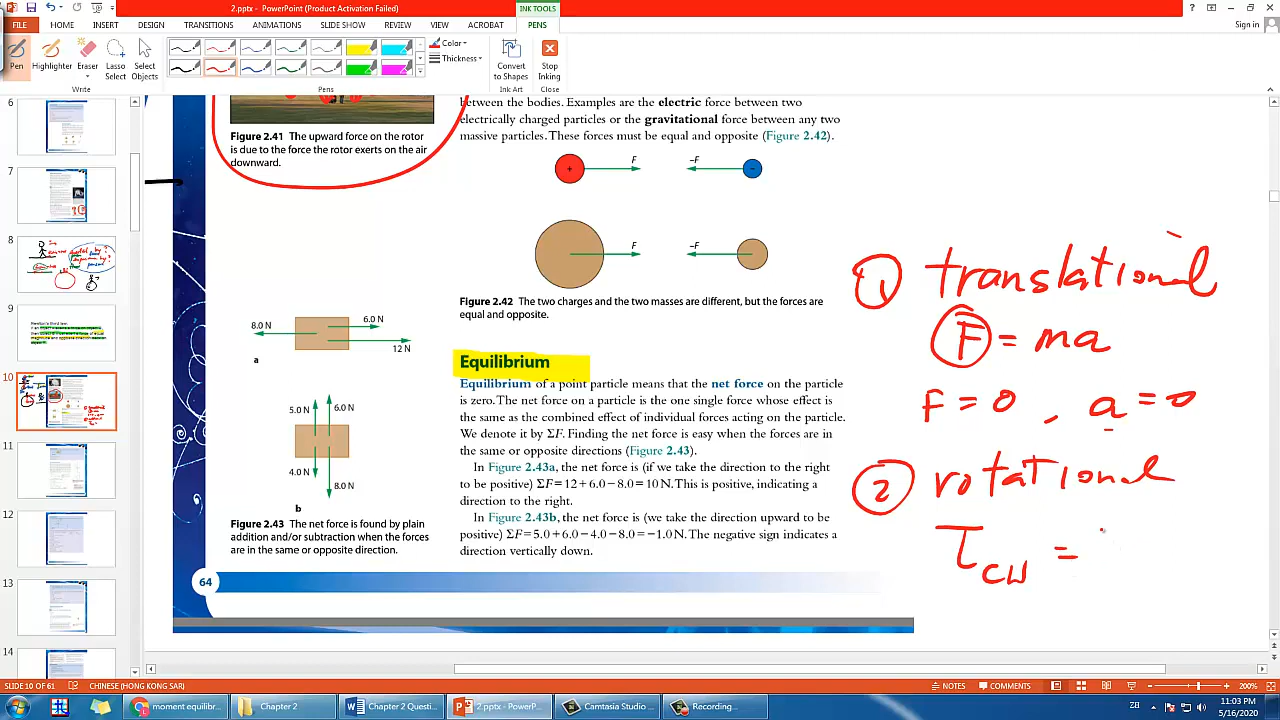 2.pptx - PowerPoint (Product Activation Failed)
INK TOOLS
FILE HOME INSERT DESIGN TRANSITIONS ANIMATIONS SLIDE SHOW REVIEW VIEW ACROBAT PENS
Sign in
Pen Highlighter Eraser Lasso Select Select Objects
Color
Thickness
Convert to Shapes
Stop Inking
Write Pens Ink Art Close
6
7
8
11
12
13
14
between the bodies. Examples are the electric force between two
electrically charged particles or the gravitational force between any two
massive particles. These forces must be equal and opposite (Figure 2.42).
Figure 2.41 The upward force on the rotor
is due to the force the rotor exerts on the air
downward.
+ F –F -
F –F
Figure 2.42 The two charges and the two masses are different, but the forces are
equal and opposite.
8.0 N 6.0 N
12 N
a
5.0 N 6.0 N
4.0 N
8.0 N
b
Figure 2.43 The net force is found by plain
addition and/or subtraction when the forces
are in the same or opposite direction.
Equilibrium
Equilibrium of a point particle means that the net force on the particle
is zero. The net force on a particle is the one single force whose effect is
the same as the combined effect of individual forces acting on the particle.
We denote it by ΣF. Finding the net force is easy when the forces are in
the same or opposite directions (Figure 2.43).
In Figure 2.43a, the net force is (if we take the direction to the right
to be positive) ΣF = 12 + 6.0 − 8.0 = 10 N. This is positive, indicating a
direction to the right.
In Figure 2.43b, the net force is (we take the direction upward to be
positive) ΣF = 5.0 + 6.0 − 4.0 − 8.0 = −1.0 N. The negative sign indicates a
direction vertically down.
64
① translational
F = ma
F = 0 , a = 0
② rotational
τcw =
SLIDE 10 OF 61 CHINESE (HONG KONG SAR) NOTES COMMENTS 200%
moment equilibr... Chapter 2 Chapter 2 Questi... 2.pptx - PowerPo... Camtasia Studio ... Recording...
ZH 11:03 PM
5/16/2020